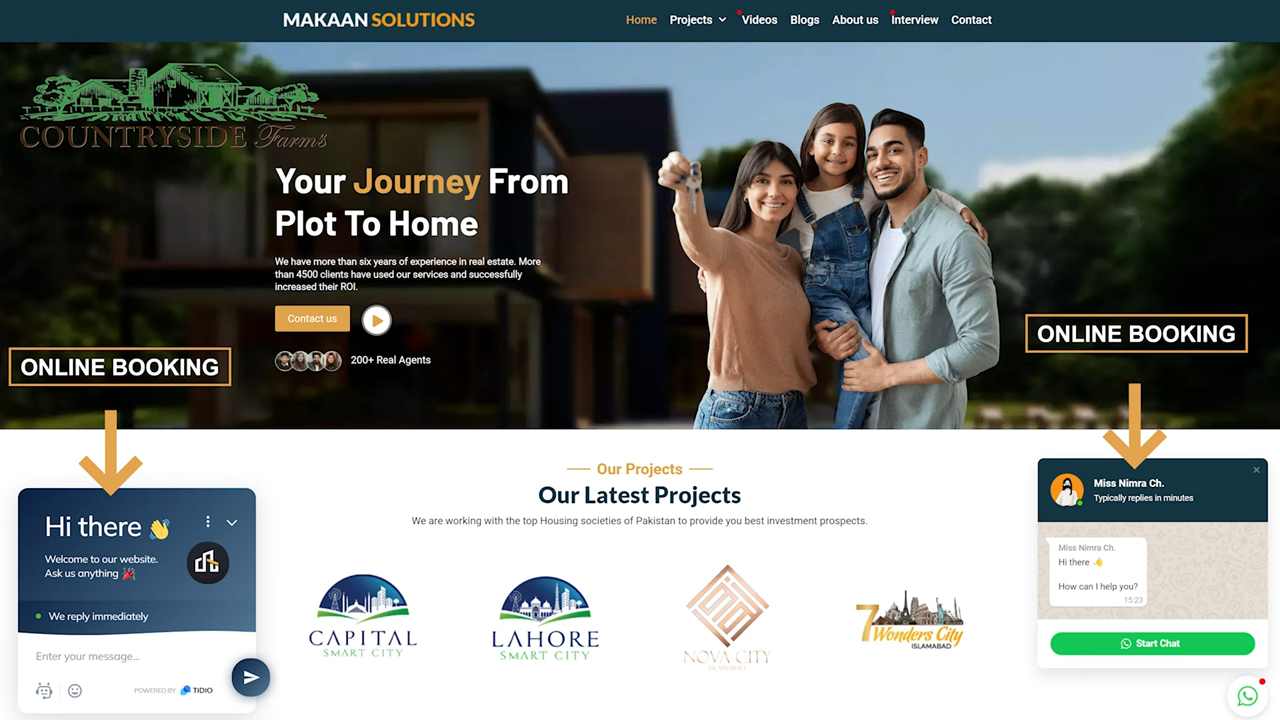 MAKAAN SOLUTIONS
Home Projects Videos Blogs About us Interview Contact
COUNTRYSIDE Farms
Your Journey From
Plot To Home
We have more than six years of experience in real estate. More
than 4500 clients have used our services and successfully
increased their ROI.
Contact us
200+ Real Agents
ONLINE BOOKING
ONLINE BOOKING
Our Projects
Our Latest Projects
We are working with the top Housing societies of Pakistan to provide you best investment prospects.
CAPITAL
SMART CITY
LAHORE
SMART CITY
NOVA CITY
ISLAMABAD
7 Wonders City
ISLAMABAD
Hi there 👋
Welcome to our website.
Ask us anything 🎉
We reply immediately
Enter your message...
POWERED BY TIDIO
Miss Nimra Ch.
Typically replies in minutes
Miss Nimra Ch.
Hi there 👋
How can I help you?
15:23
Start Chat